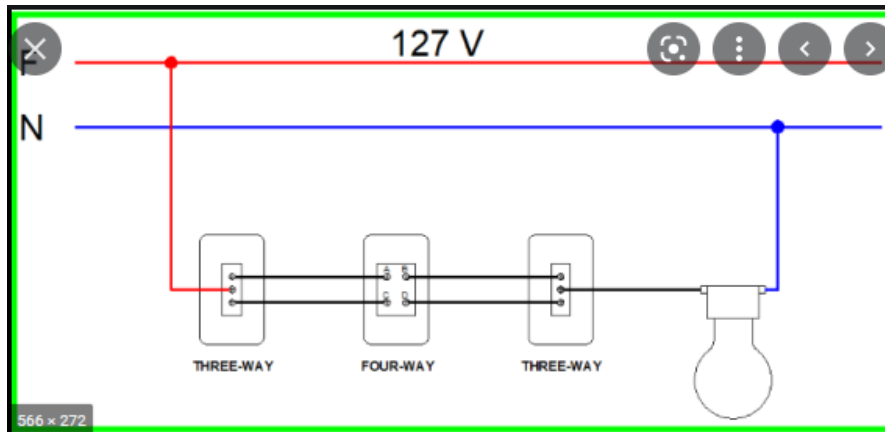 127 V
F
N
A B
C D
THREE-WAY FOUR-WAY THREE-WAY
566 × 272